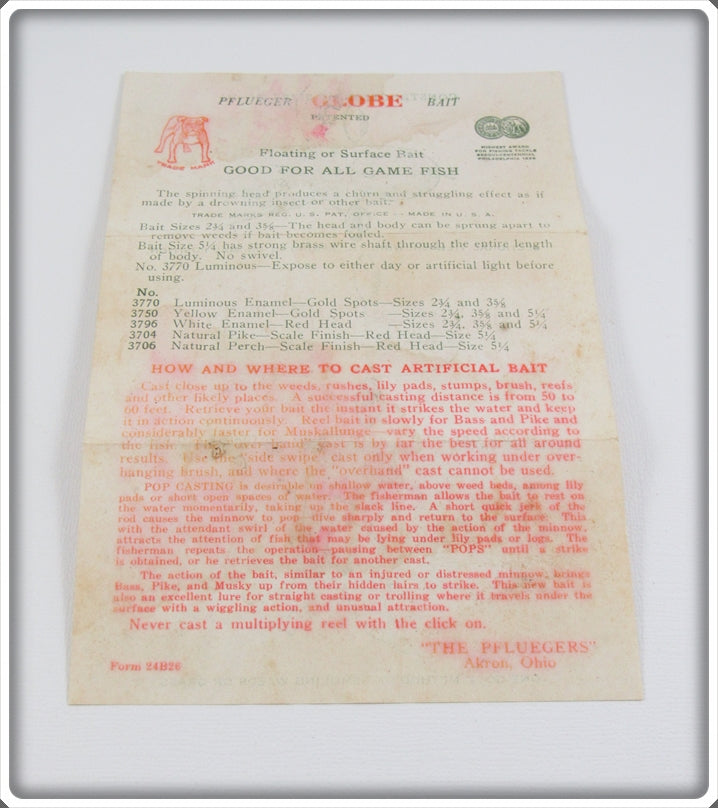 PFLUEGER GLOBE BAIT
PATENTED
TRADE MARK
HIGHEST AWARD
FOR FISHING TACKLE
SESQUI-CENTENNIAL
PHILADELPHIA 1926
Floating or Surface Bait
GOOD FOR ALL GAME FISH
The spinning head produces a churn and struggling effect as if
made by a drowning insect or other bait.
TRADE MARKS REG. U. S. PAT. OFFICE - - MADE IN U. S. A.
Bait Sizes 2¾ and 3⅝—The head and body can be sprung apart to
remove weeds if bait becomes fouled.
Bait Size 5¼ has strong brass wire shaft through the entire length
of body. No swivel.
No. 3770 Luminous—Expose to either day or artificial light before
using.
No.
3770 Luminous Enamel—Gold Spots—Sizes 2¾ and 3⅝
3750 Yellow Enamel—Gold Spots —Sizes 2¾, 3⅝ and 5¼
3796 White Enamel—Red Head —Sizes 2¾, 3⅝ and 5¼
3704 Natural Pike—Scale Finish—Red Head—Size 5¼
3706 Natural Perch—Scale Finish—Red Head—Size 5¼
HOW AND WHERE TO CAST ARTIFICIAL BAIT
Cast close up to the weeds, rushes, lily pads, stumps, brush, reefs
and other likely places. A successful casting distance is from 50 to
60 feet. Retrieve your bait the instant it strikes the water and keep
it in action continuously. Reel bait in slowly for Bass and Pike and
considerably faster for Muskallunge—vary the speed according to
the fish. The "over hand" cast is by far the best for all around
results. Use the "side swipe" cast only when working under over-
hanging brush, and where the "overhand" cast cannot be used.
POP CASTING is desirable on shallow water, above weed beds, among lily
pads or short open spaces of water. The fisherman allows the bait to rest on
the water momentarily, taking up the slack line. A short quick jerk of the
rod causes the minnow to pop—dive sharply and return to the surface. This
with the attendant swirl of the water caused by the action of the minnow,
attracts the attention of fish that may be lying under lily pads or logs. The
fisherman repeats the operation—pausing between "POPS" until a strike
is obtained, or he retrieves the bait for another cast.
The action of the bait, similar to an injured or distressed minnow, brings
Bass, Pike, and Musky up from their hidden lairs to strike. This new bait is
also an excellent lure for straight casting or trolling where it travels under the
surface with a wiggling action, and unusual attraction.
Never cast a multiplying reel with the click on.
"THE PFLUEGERS"
Akron, Ohio
Form 24B26